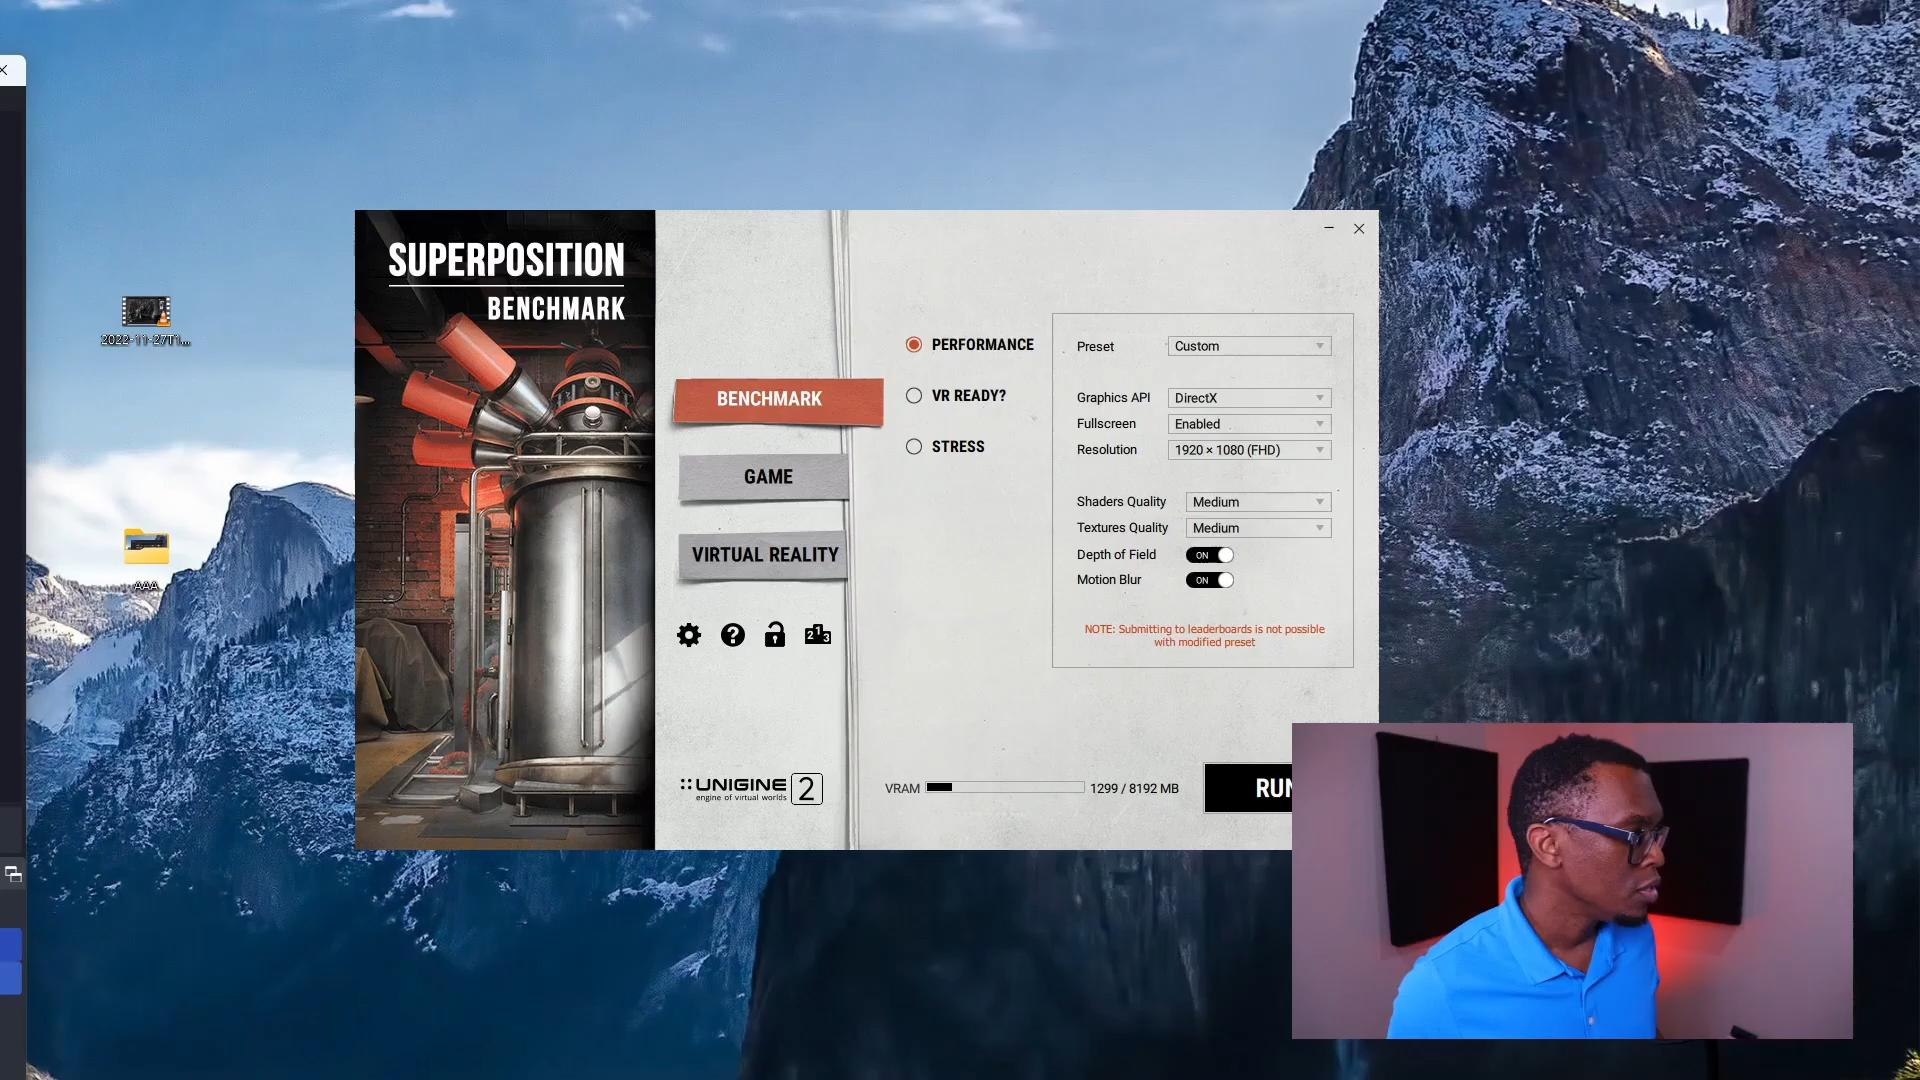 SUPERPOSITION
BENCHMARK
2022-11-27T1...
AAA
BENCHMARK
GAME
VIRTUAL REALITY
PERFORMANCE
VR READY?
STRESS
Preset Custom
Graphics API DirectX
Fullscreen Enabled
Resolution 1920 × 1080 (FHD)
Shaders Quality Medium
Textures Quality Medium
Depth of Field ON
Motion Blur ON
NOTE: Submitting to leaderboards is not possible
with modified preset
2 1 3
UNIGINE 2
engine of virtual worlds
VRAM 1299 / 8192 MB
RUN